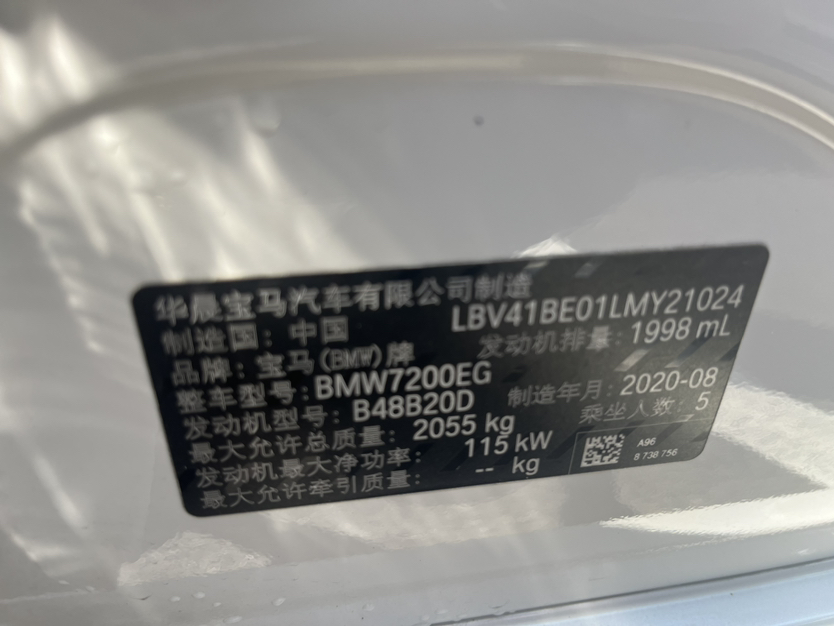 华晨宝马汽车有限公司制造
制造国：中国 LBV41BE01LMY21024
品牌：宝马(BMW)牌 发动机排量：1998 mL
整车型号：BMW7200EG
发动机型号：B48B20D 制造年月：2020-08
最大允许总质量：2055 kg 乘坐人数：5
发动机最大净功率：115 kW
最大允许牵引质量：-- kg
A96
8 738 756